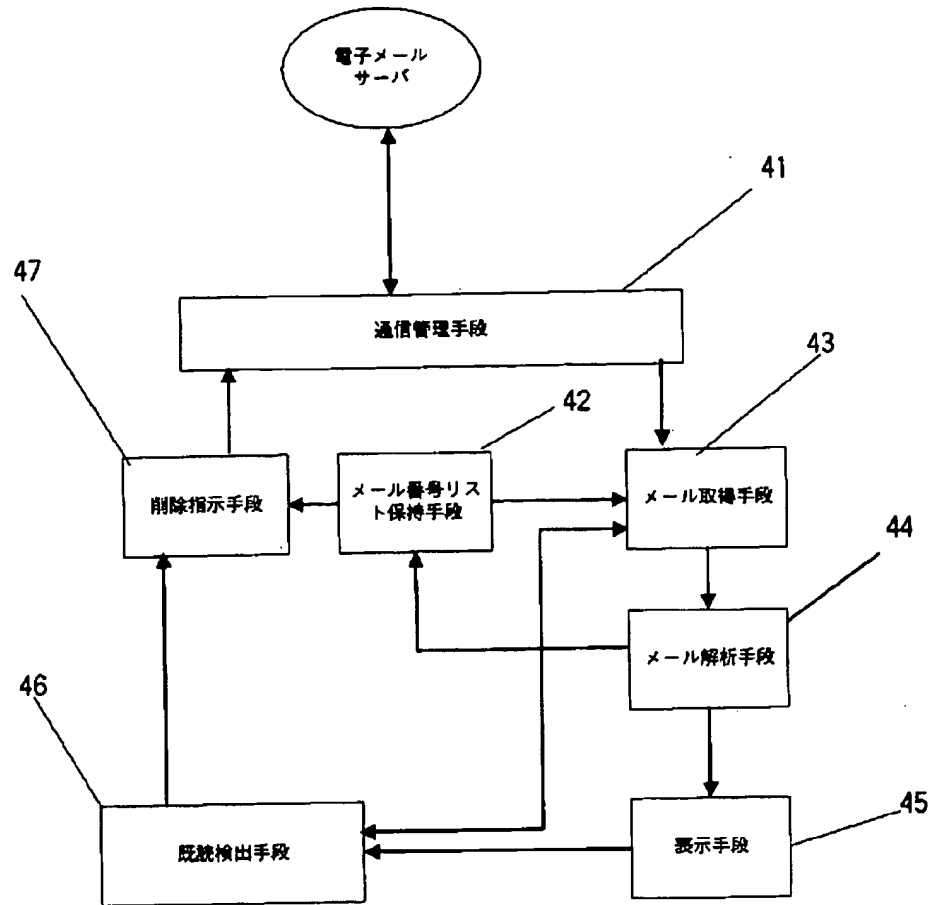 電子メール
サーバ
41
47
通信管理手段
43
42
削除指示手段
メール番号リス
ト保持手段
メール取得手段
44
メール解析手段
46
45
既読検出手段
表示手段